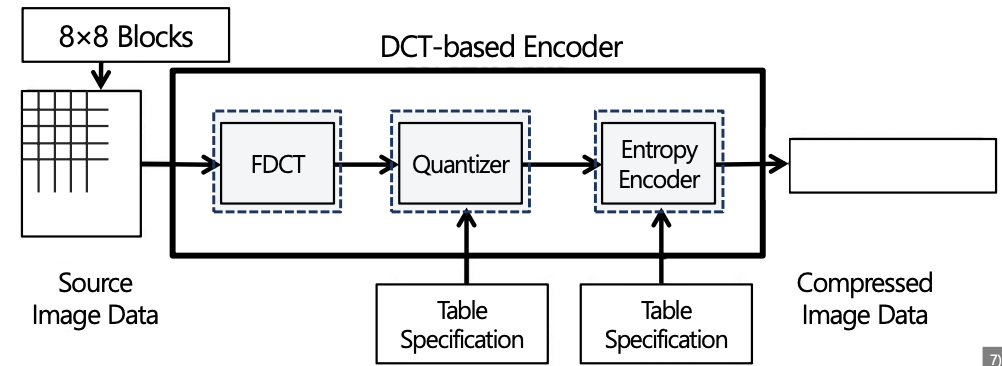 8×8 Blocks
DCT-based Encoder
FDCT
Quantizer
Entropy
Encoder
Source
Image Data
Table
Specification
Table
Specification
Compressed
Image Data
7)